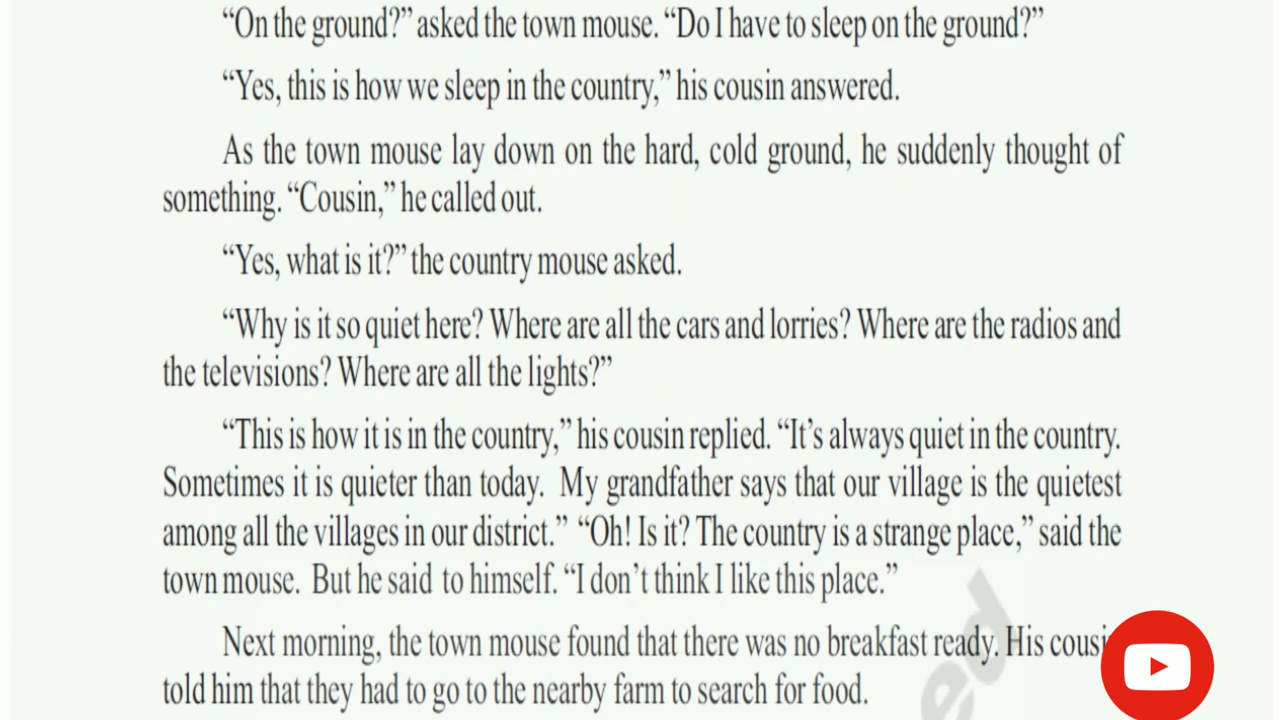 “On the ground?” asked the town mouse. “Do I have to sleep on the ground?”
“Yes, this is how we sleep in the country,” his cousin answered.
As the town mouse lay down on the hard, cold ground, he suddenly thought of
something. “Cousin,” he called out.
“Yes, what is it?” the country mouse asked.
“Why is it so quiet here? Where are all the cars and lorries? Where are the radios and
the televisions? Where are all the lights?”
“This is how it is in the country,” his cousin replied. “It’s always quiet in the country.
Sometimes it is quieter than today. My grandfather says that our village is the quietest
among all the villages in our district.” “Oh! Is it? The country is a strange place,” said the
town mouse. But he said to himself. “I don’t think I like this place.”
Next morning, the town mouse found that there was no breakfast ready. His cousi
told him that they had to go to the nearby farm to search for food.
ed